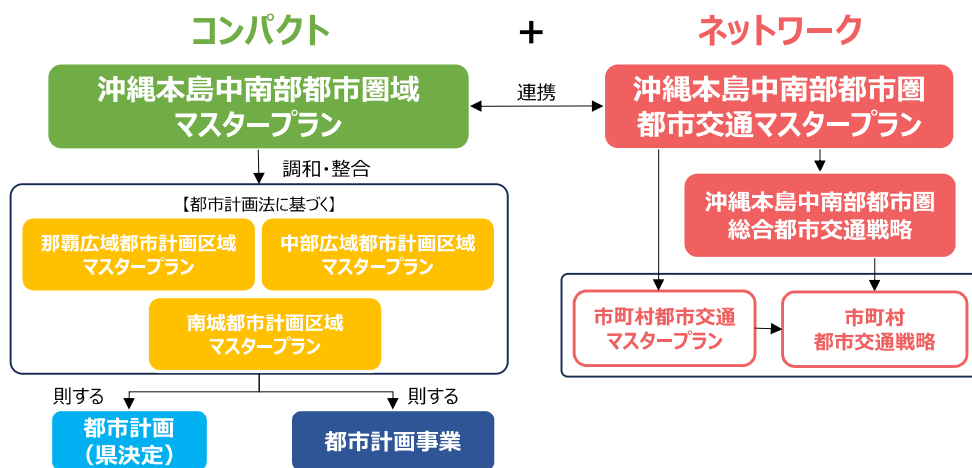 コンパクト
+
ネットワーク
沖縄本島中南部都市圏域
マスタープラン
連携
沖縄本島中南部都市圏
都市交通マスタープラン
調和・整合
【都市計画法に基づく】
那覇広域都市計画区域
マスタープラン
中部広域都市計画区域
マスタープラン
南城都市計画区域
マスタープラン
沖縄本島中南部都市圏
総合都市交通戦略
市町村都市交通
マスタープラン
市町村
都市交通戦略
則する
則する
都市計画
（県決定）
都市計画事業